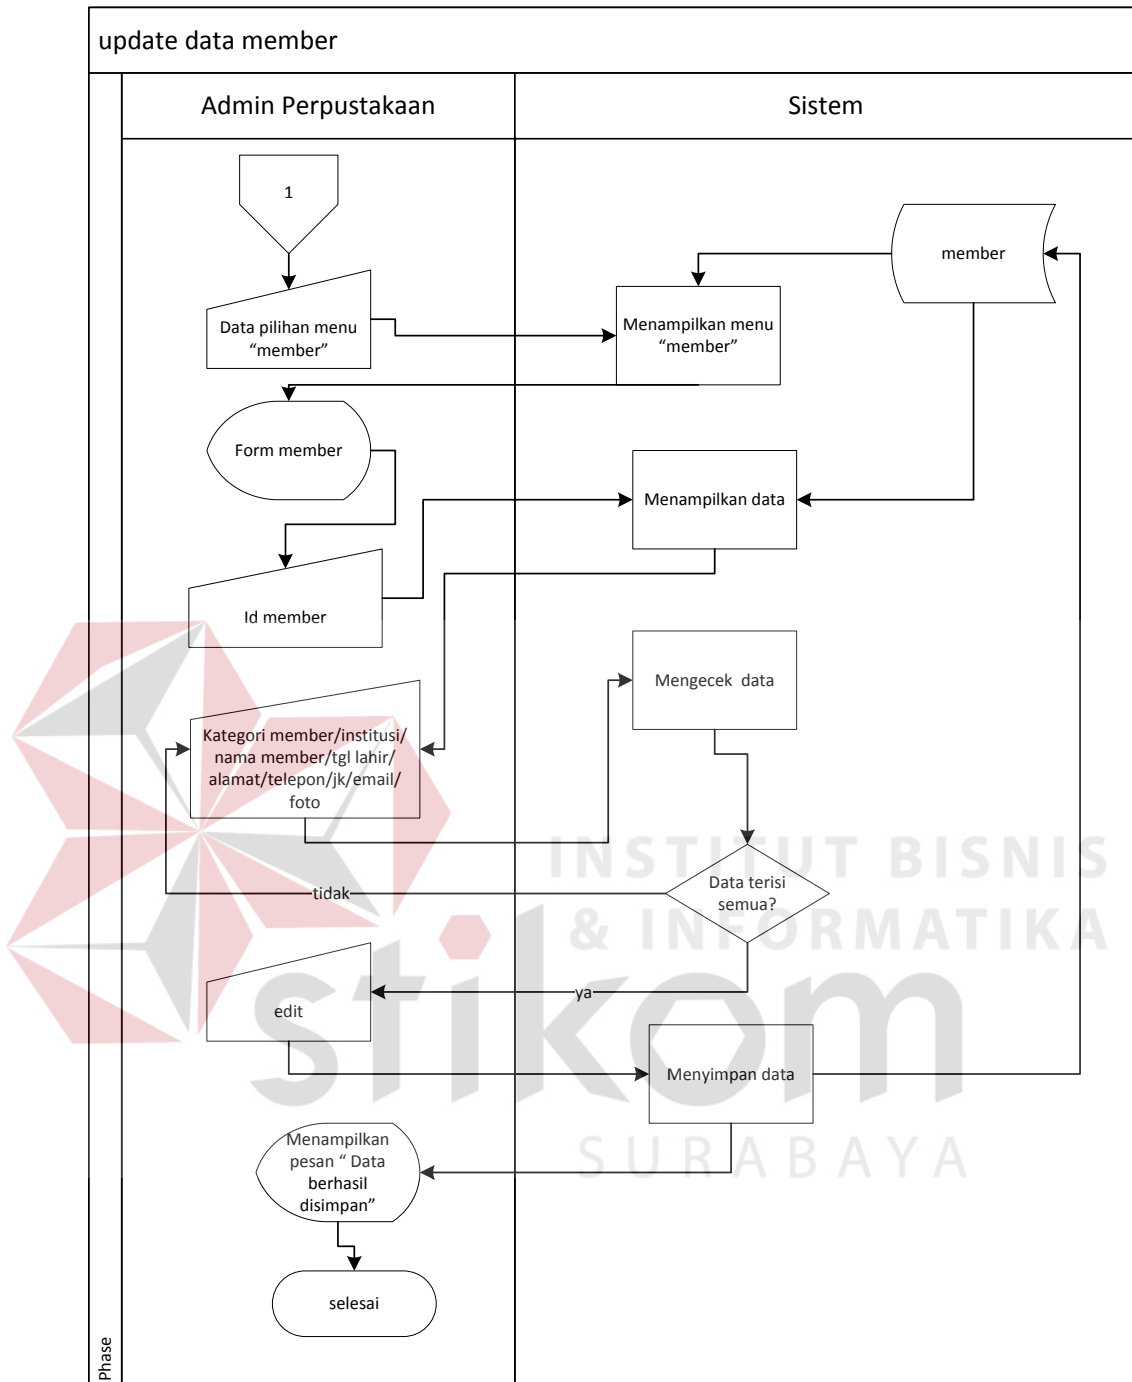 update data member
Admin Perpustakaan
Sistem
1
member
Data pilihan menu
“member”
Menampilkan menu
“member”
Form member
Menampilkan data
Id member
Mengecek data
Kategori member/institusi/
nama member/tgl lahir/
alamat/telepon/jk/email/
foto
Data terisi
semua?
tidak
ya
edit
Menyimpan data
Menampilkan
pesan “ Data
berhasil
disimpan”
selesai
Phase
INSTITUT BISNIS
& INFORMATIKA
stikom
SURABAYA